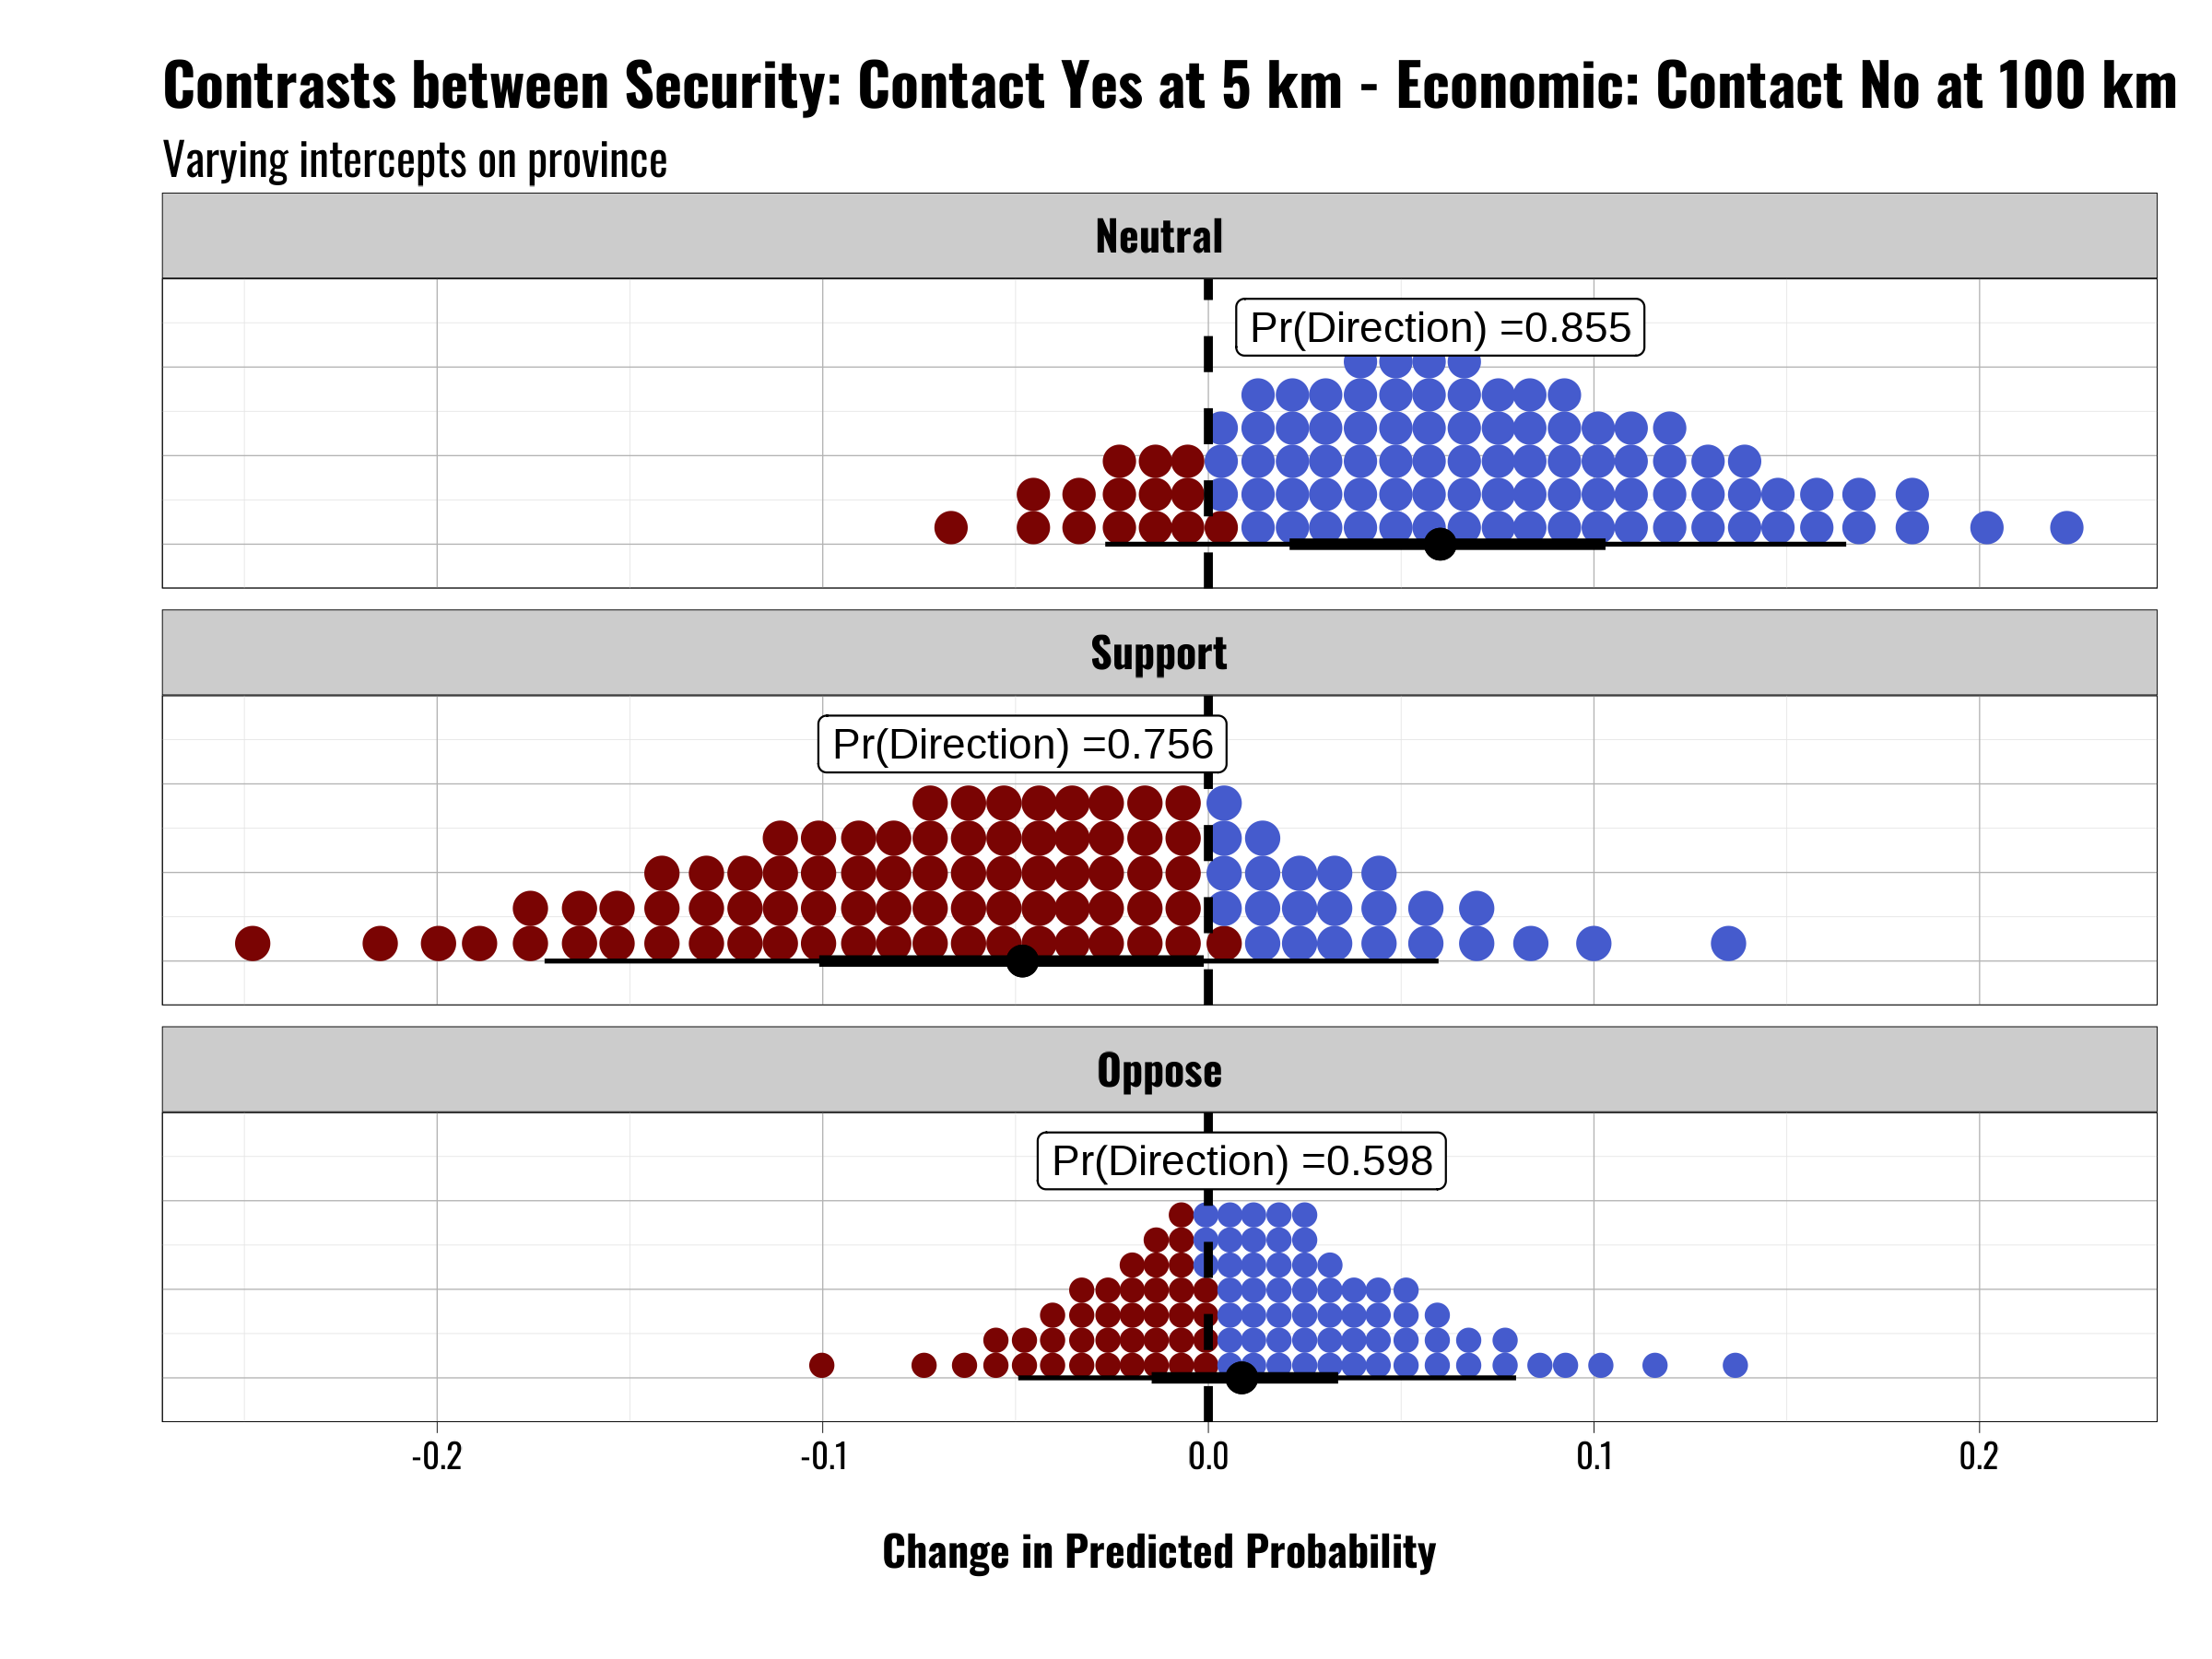 Contrasts between Security: Contact Yes at 5 km - Economic: Contact No at 100 km
Varying intercepts on province
Neutral
Pr(Direction) =0.855
Support
Pr(Direction) =0.756
Oppose
Pr(Direction) =0.598
-0.2 -0.1 0.0 0.1 0.2
Change in Predicted Probability